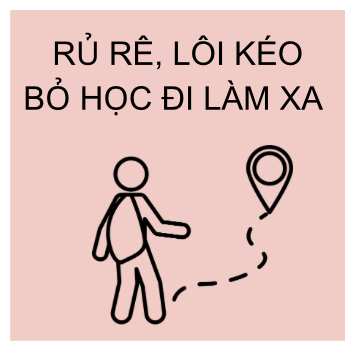 RỦ RÊ, LÔI KÉO
BỎ HỌC ĐI LÀM XA